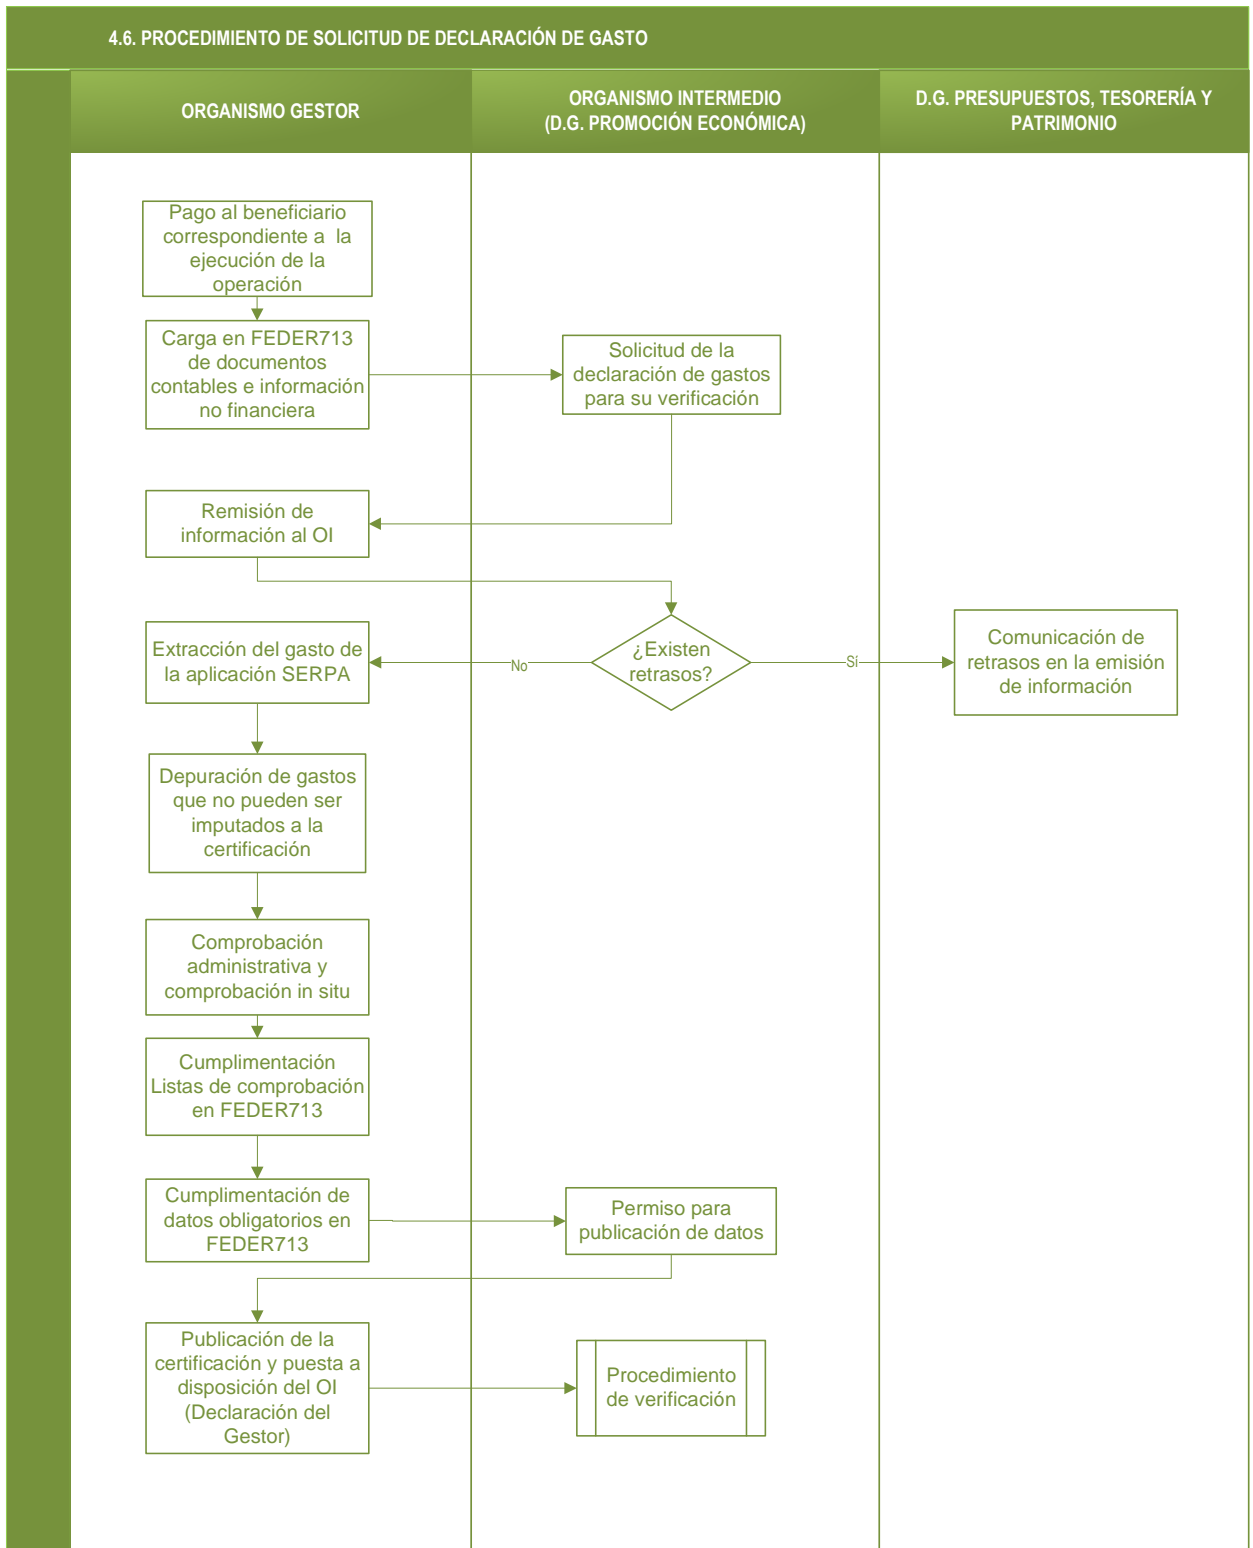 4.6. PROCEDIMIENTO DE SOLICITUD DE DECLARACIÓN DE GASTO
ORGANISMO GESTOR
ORGANISMO INTERMEDIO
(D.G. PROMOCIÓN ECONÓMICA)
D.G. PRESUPUESTOS, TESORERÍA Y
PATRIMONIO
Pago al beneficiario
correspondiente a la
ejecución de la
operación
Carga en FEDER713
de documentos
contables e información
no financiera
Solicitud de la
declaración de gastos
para su verificación
Remisión de
información al OI
¿Existen
retrasos?
No
Sí
Extracción del gasto de
la aplicación SERPA
Comunicación de
retrasos en la emisión
de información
Depuración de gastos
que no pueden ser
imputados a la
certificación
Comprobación
administrativa y
comprobación in situ
Cumplimentación
Listas de comprobación
en FEDER713
Cumplimentación de
datos obligatorios en
FEDER713
Permiso para
publicación de datos
Publicación de la
certificación y puesta a
disposición del OI
(Declaración del
Gestor)
Procedimiento
de verificación